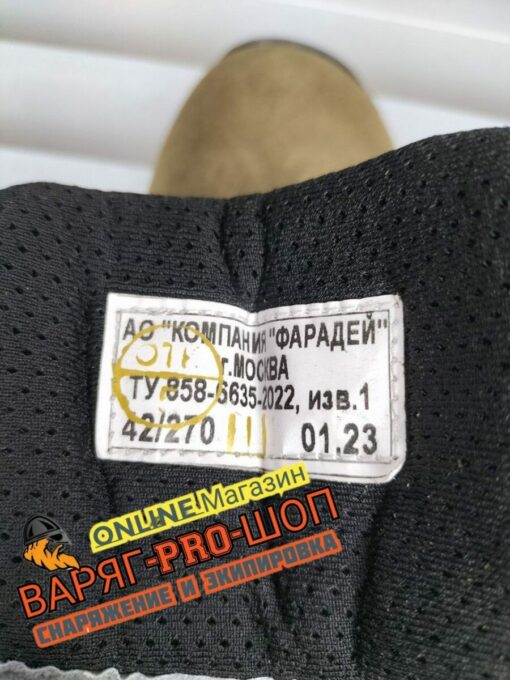 АО "КОМПАНИЯ "ФАРАДЕЙ"
г.МОСКВА
ТУ 858-6635-2022, изв.1
42/270 III 01.23
ONLINE Магазин
ВАРЯГ-PRO-ШОП
СНАРЯЖЕНИЕ И ЭКИПИРОВКА